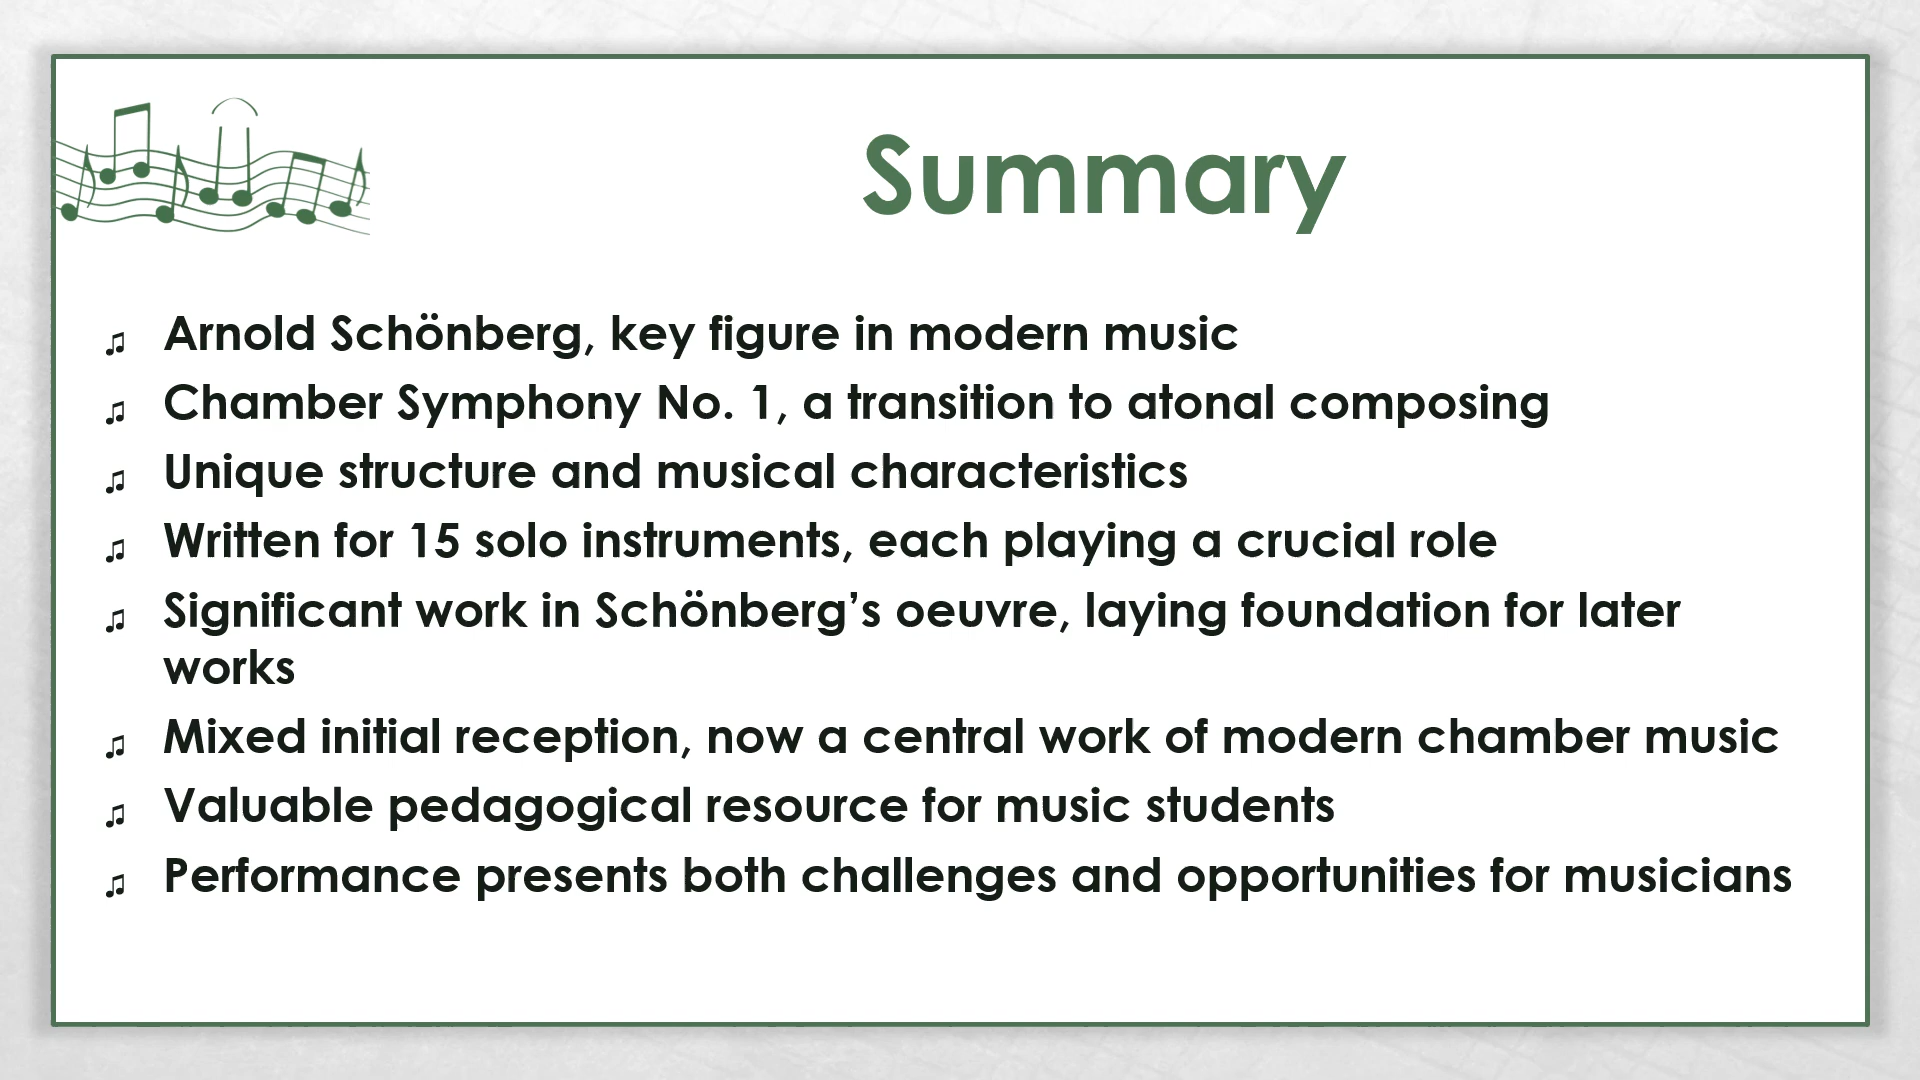 Summary
♫ Arnold Schönberg, key figure in modern music
♫ Chamber Symphony No. 1, a transition to atonal composing
♫ Unique structure and musical characteristics
♫ Written for 15 solo instruments, each playing a crucial role
♫ Significant work in Schönberg’s oeuvre, laying foundation for later
works
♫ Mixed initial reception, now a central work of modern chamber music
♫ Valuable pedagogical resource for music students
♫ Performance presents both challenges and opportunities for musicians